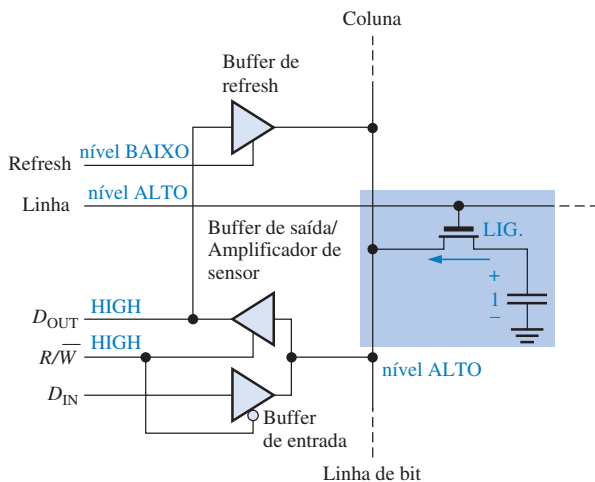 Coluna
Buffer de
refresh
nível BAIXO
Refresh
nível ALTO
Linha
LIG.
Buffer de saída/
Amplificador de
sensor
+
1
−
HIGH
D_OUT
HIGH
R/W̅
nível ALTO
D_IN
Buffer
de entrada
Linha de bit